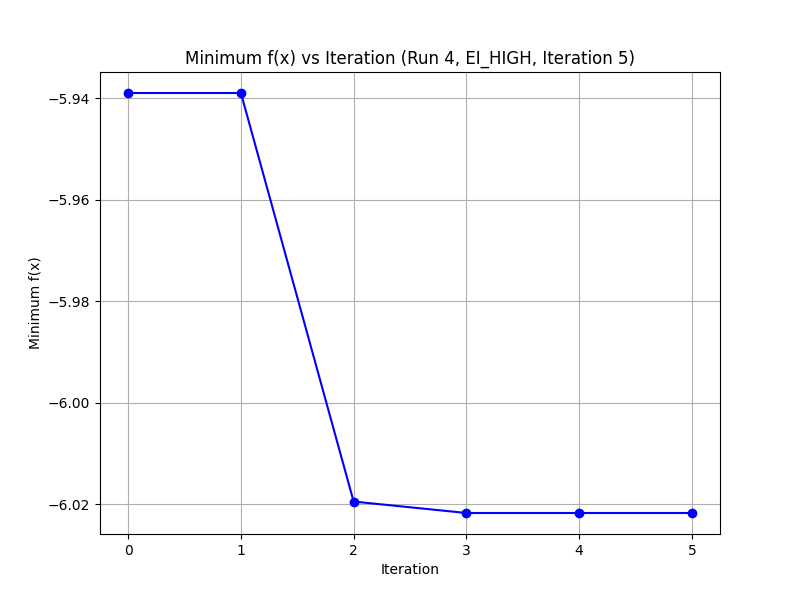 Minimum f(x) vs Iteration (Run 4, EI_HIGH, Iteration 5)
−5.94
−5.96
−5.98
−6.00
−6.02
Minimum f(x)
0 1 2 3 4 5
Iteration